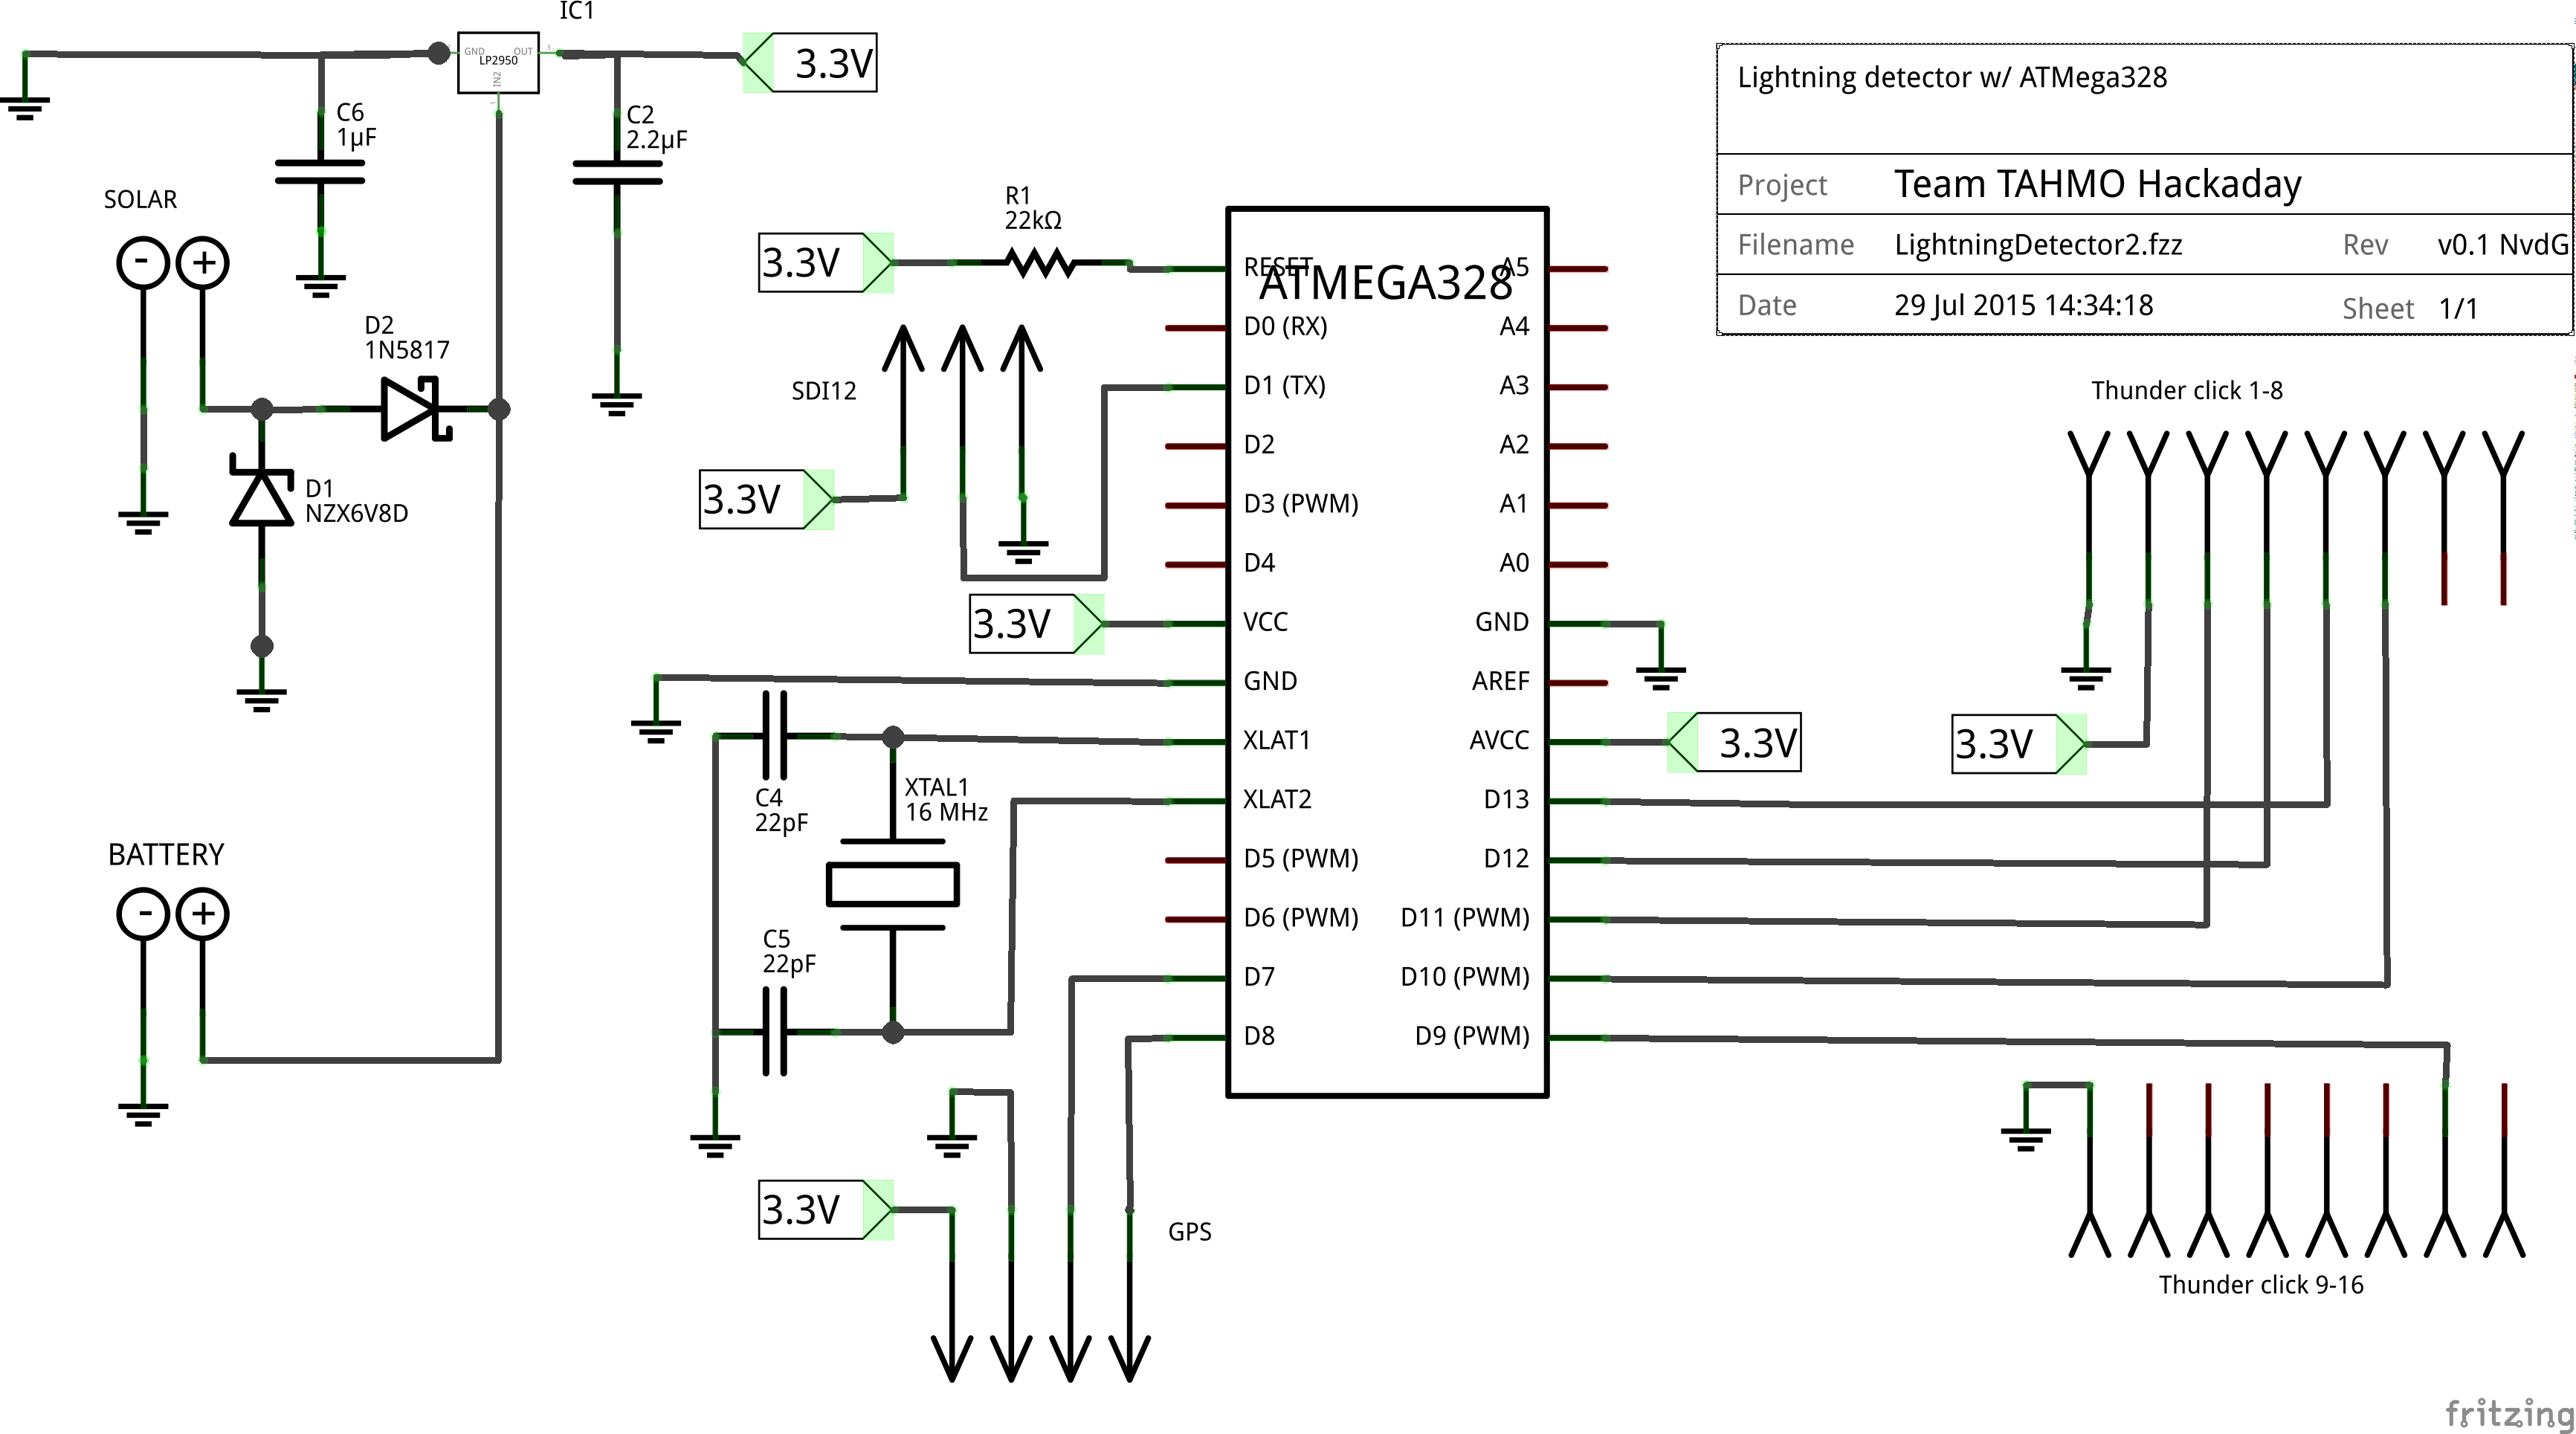 IC1
GND
OUT
3
LP2950
IN2
1
3.3V
C6
1µF
C2
2.2µF
SOLAR
-
+
D2
1N5817
D1
NZX6V8D
BATTERY
-
+
R1
22kΩ
3.3V
SDI12
3.3V
3.3V
C4
22pF
XTAL1
16 MHz
C5
22pF
3.3V
GPS
ATMEGA328
RESET
D0 (RX)
D1 (TX)
D2
D3 (PWM)
D4
VCC
GND
XLAT1
XLAT2
D5 (PWM)
D6 (PWM)
D7
D8
A5
A4
A3
A2
A1
A0
GND
AREF
AVCC
D13
D12
D11 (PWM)
D10 (PWM)
D9 (PWM)
3.3V
3.3V
Lightning detector w/ ATMega328
Project Team TAHMO Hackaday
Filename LightningDetector2.fzz Rev v0.1 NvdG
Date 29 Jul 2015 14:34:18 Sheet 1/1
Thunder click 1-8
Thunder click 9-16
fritzing